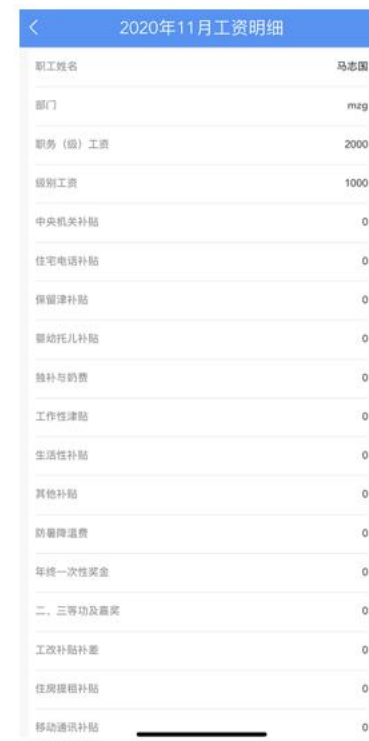 2020年11月工资明细
职工姓名 马志国
部门 mzg
职务（级）工资 2000
级别工资 1000
中央机关补贴 0
住宅电话补贴 0
保留津补贴 0
婴幼托儿补贴 0
独补与奶费 0
工作性津贴 0
生活性补贴 0
其他补贴 0
防暑降温费 0
年终一次性奖金 0
二、三等功及嘉奖 0
工改补贴补差 0
住房提租补贴 0
移动通讯补贴 0